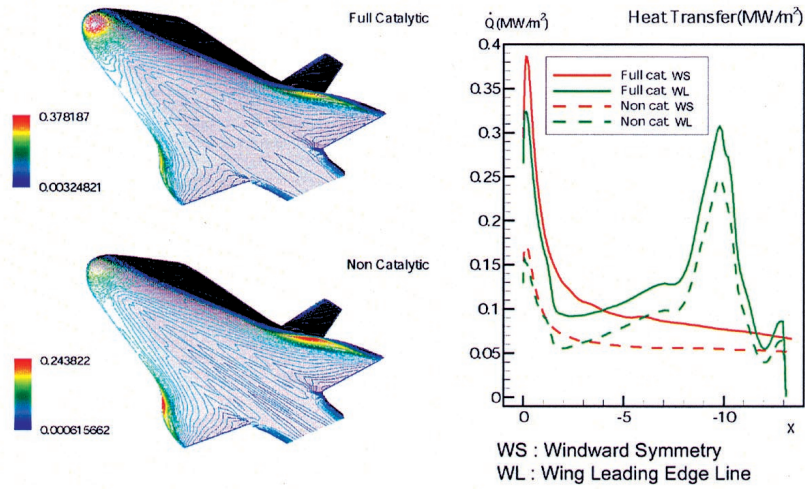 Full Catalytic
0.378187
0.00324821
Non Catalytic
0.243822
0.000615662
Q̇(MW/m²)
Heat Transfer(MW/m²)
0.4
0.35
0.3
0.25
0.2
0.15
0.1
0.05
0
Full cat. WS
Full cat. WL
Non cat. WS
Non cat. WL
0
-5
-10
X
WS : Windward Symmetry
WL : Wing Leading Edge Line